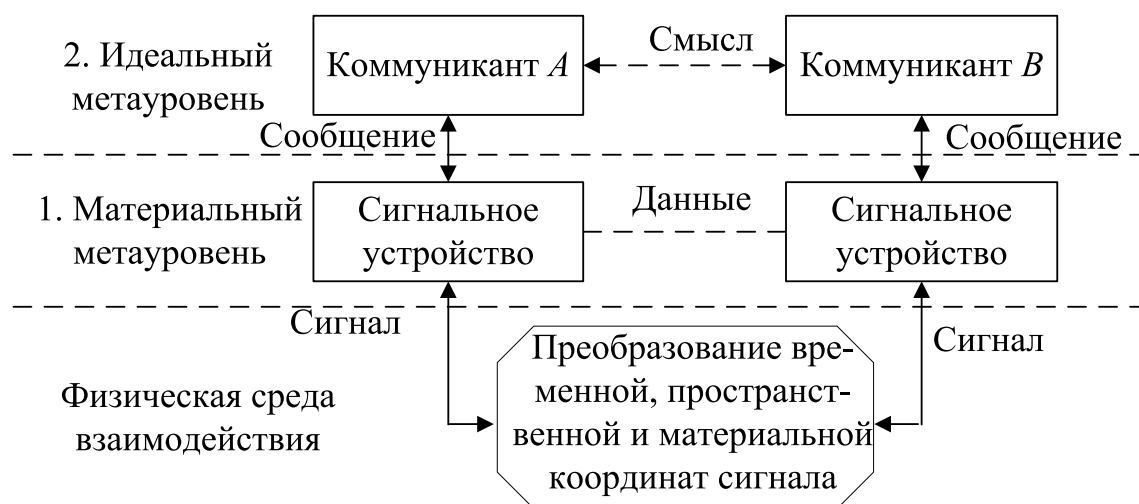 2. Идеальный
метауровень
Коммуникант A
Смысл
Коммуникант B
Сообщение
Сообщение
1. Материальный
метауровень
Сигнальное
устройство
Данные
Сигнальное
устройство
Сигнал
Сигнал
Физическая среда
взаимодействия
Преобразование вре-
менной, пространст-
венной и материальной
координат сигнала